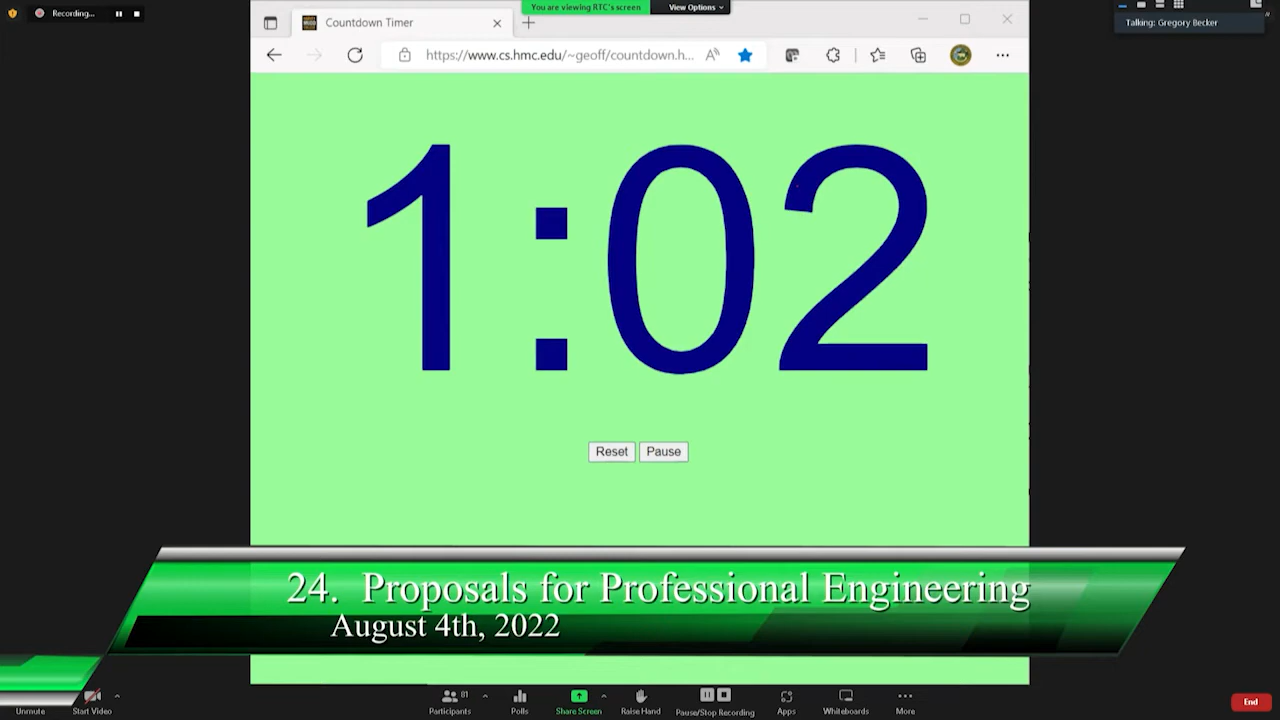 Recording...
You are viewing RTC's screen
View Options
Talking: Gregory Becker
Countdown Timer
https://www.cs.hmc.edu/~geoff/countdown.h...
1:02
Reset
Pause
24. Proposals for Professional Engineering
August 4th, 2022
Unmute
Start Video
81
Participants
Polls
Share Screen
Raise Hand
Pause/Stop Recording
Apps
Whiteboards
More
End